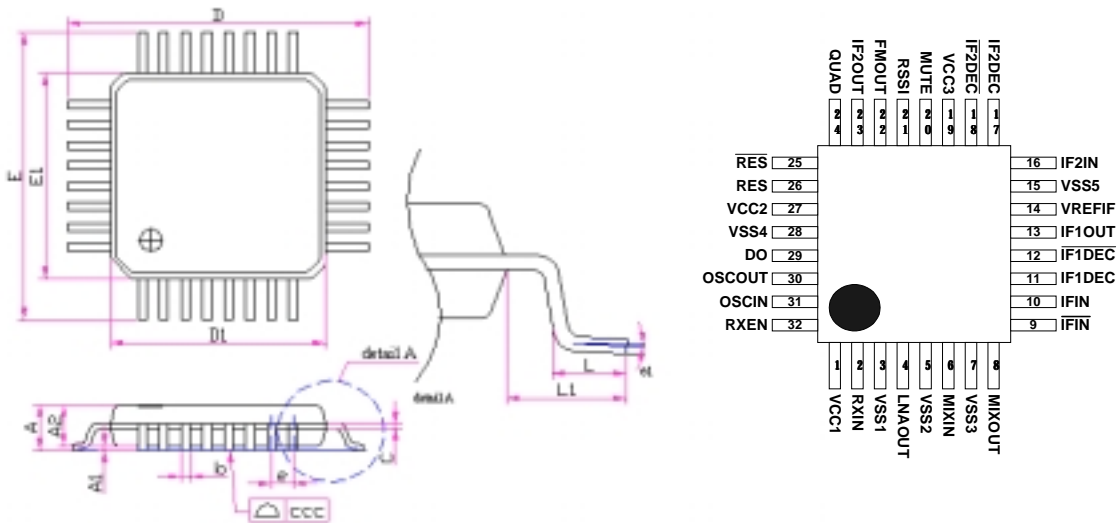 D
E
E1
D1
detail A
detail A
L
L1
A
A2
A1
b
e
C
ccc
QUAD
IF2OUT
FMOUT
RSSI
MUTE
VCC3
IF2DEC
IF2DEC
24
23
22
21
20
19
18
17
RES 25
RES 26
VCC2 27
VSS4 28
DO 29
OSCOUT 30
OSCIN 31
RXEN 32
16 IF2IN
15 VSS5
14 VREFIF
13 IF1OUT
12 IF1DEC
11 IF1DEC
10 IFIN
9 IFIN
1
2
3
4
5
6
7
8
VCC1
RXIN
VSS1
LNAOUT
VSS2
MIXIN
VSS3
MIXOUT